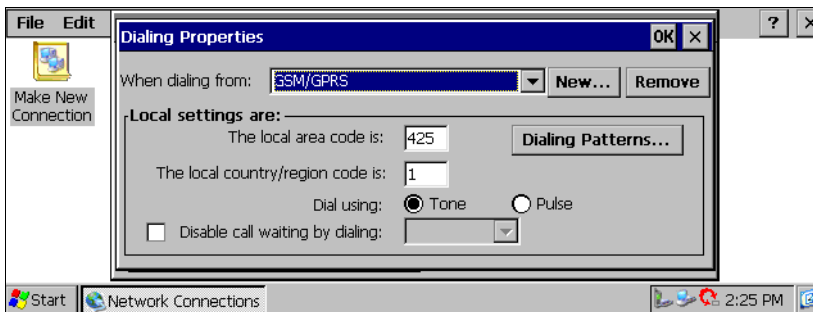 File Edit ? ×
Dialing Properties OK ×
When dialing from: GSM/GPRS New... Remove
Make New
Connection
Local settings are:
The local area code is: 425 Dialing Patterns...
The local country/region code is: 1
Dial using: Tone Pulse
Disable call waiting by dialing:
Start Network Connections 2:25 PM